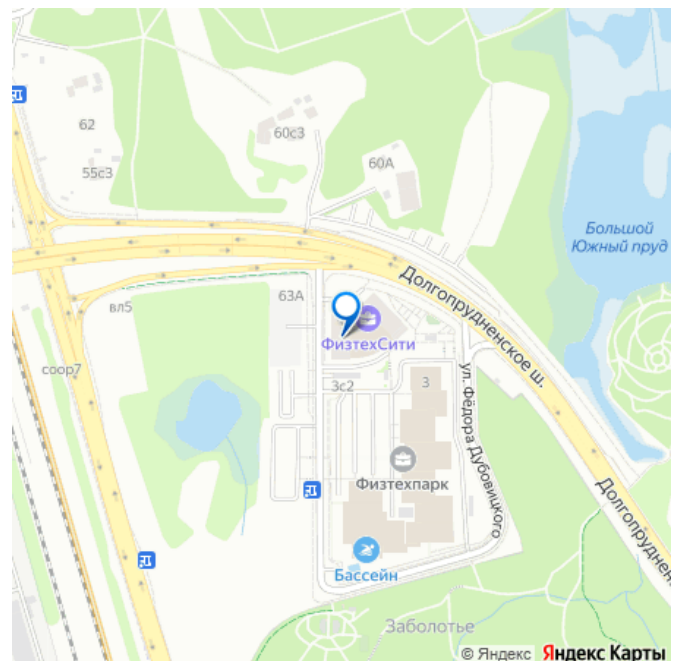 62
60с3
55с3
60А
Большой
Южный пруд
Долгопрудненское ш.
63А
вл5
ФизтехСити
соор7
3с2
3
ул. Фёдора Дубовицкого
Физтехпарк
Долгопрудненское
Бассейн
Заболотье
© Яндекс Яндекс Карты